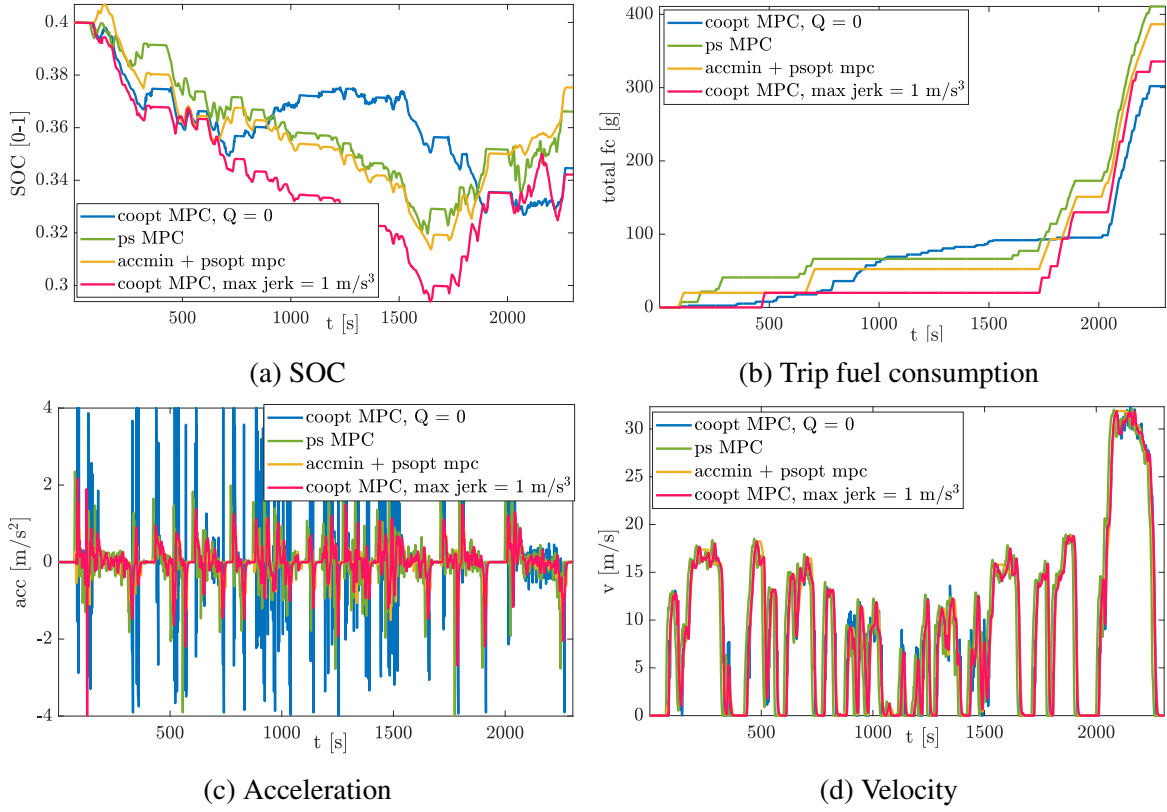 0.4
0.38
0.36
0.34
0.32
0.3
SOC [0-1]
coopt MPC, Q = 0
ps MPC
accmin + psopt mpc
coopt MPC, max jerk = 1 m/s³
500
1000
1500
2000
t [s]
(a) SOC
400
300
200
100
0
total fc [g]
coopt MPC, Q = 0
ps MPC
accmin + psopt mpc
coopt MPC, max jerk = 1 m/s³
500
1000
1500
2000
t [s]
(b) Trip fuel consumption
4
2
0
-2
-4
acc [m/s²]
coopt MPC, Q = 0
ps MPC
accmin + psopt mpc
coopt MPC, max jerk = 1 m/s³
500
1000
1500
2000
t [s]
(c) Acceleration
30
25
20
15
10
5
0
v [m/s]
coopt MPC, Q = 0
ps MPC
accmin + psopt mpc
coopt MPC, max jerk = 1 m/s³
500
1000
1500
2000
t [s]
(d) Velocity